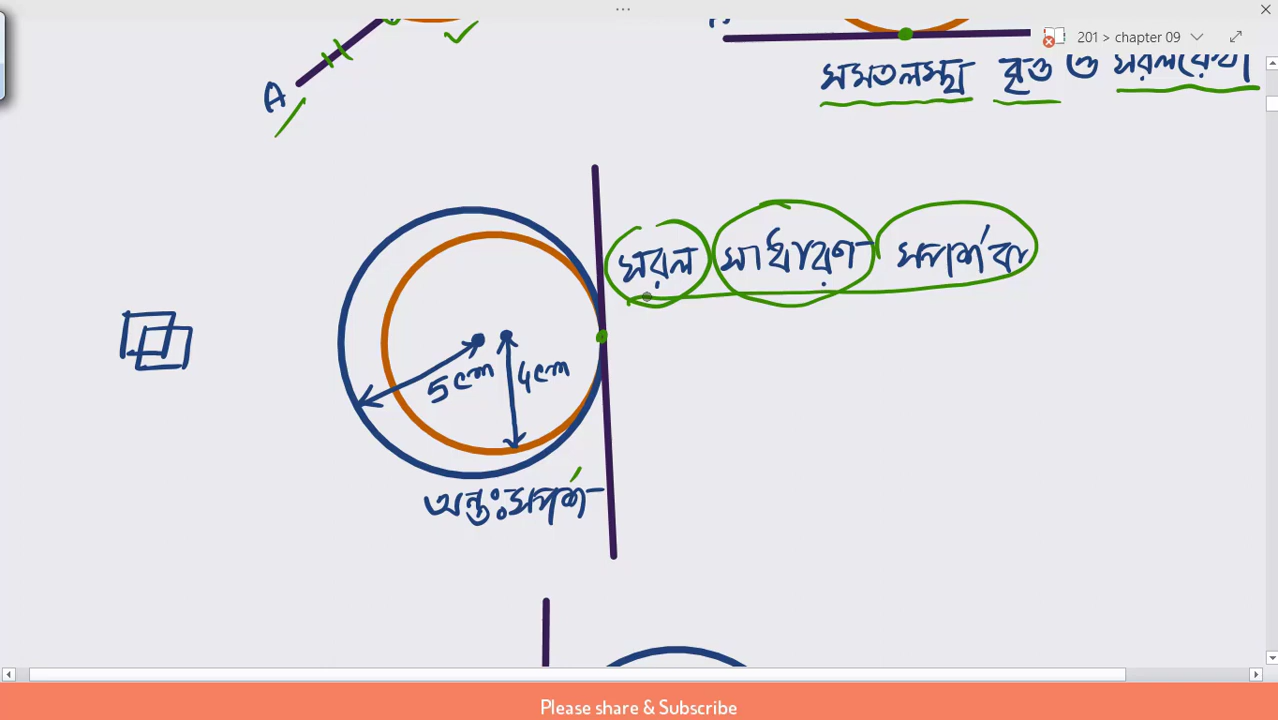 201 > chapter 09
সমতলস্থ বৃত্ত ও সরলরেখা
A
সরল সাধারণ স্পর্শক
5cm 4cm
অন্তঃস্পর্শ
Please share & Subscribe